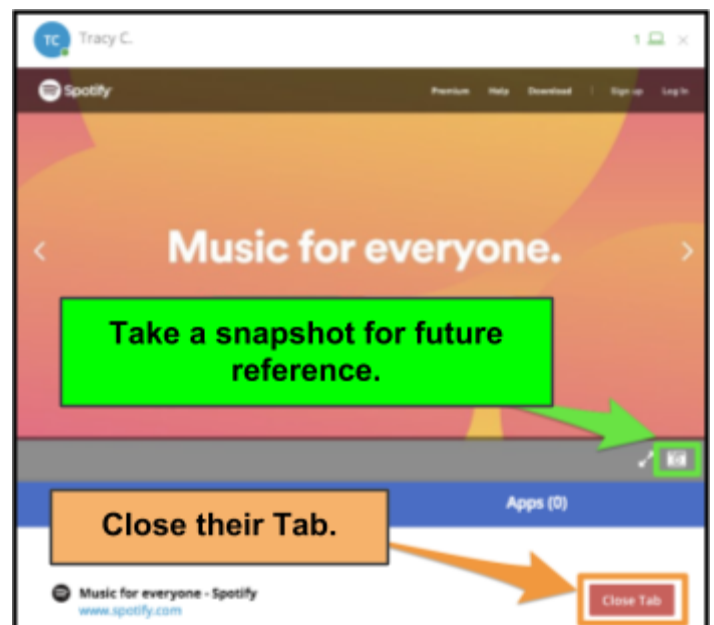 TC Tracy C. 1
Spotify Premium Help Download Sign up Log In
Music for everyone.
Take a snapshot for future
reference.
Apps (0)
Close their Tab.
Music for everyone - Spotify Close Tab
www.spotify.com